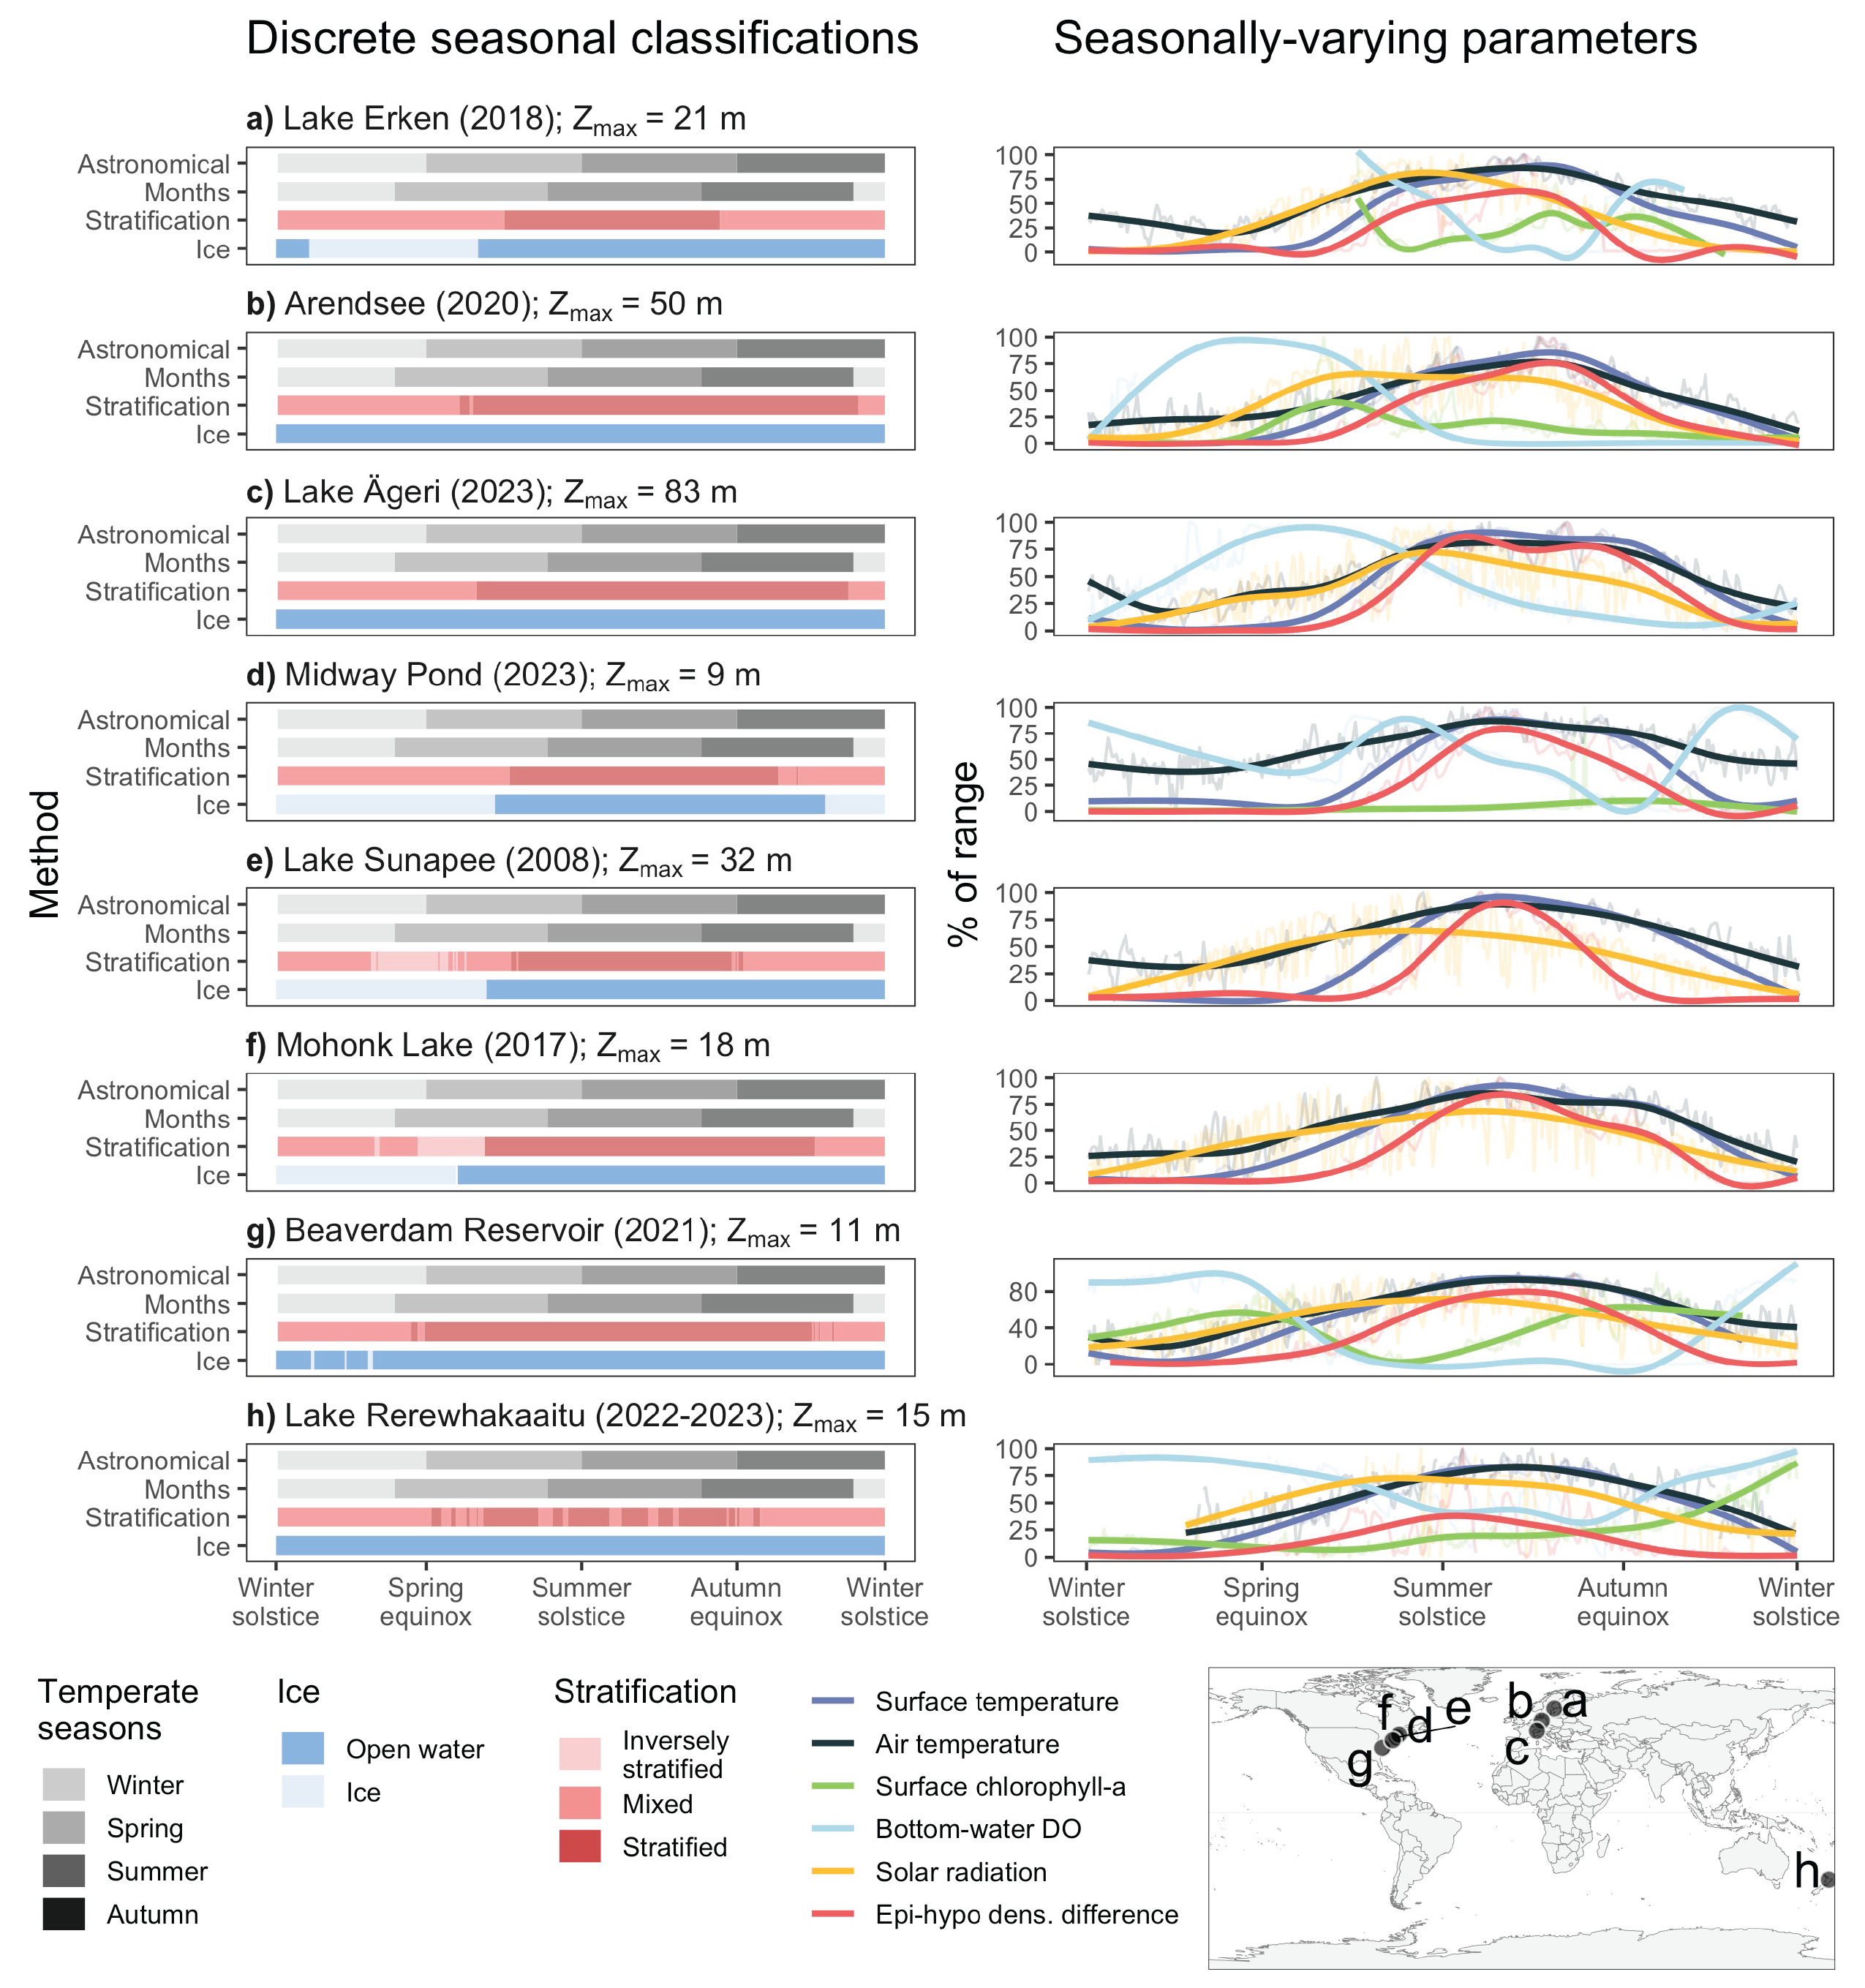 Discrete seasonal classifications
Seasonally-varying parameters
Method
% of range
a) Lake Erken (2018); Zmax = 21 m
Astronomical
Months
Stratification
Ice
100
75
50
25
0
b) Arendsee (2020); Zmax = 50 m
Astronomical
Months
Stratification
Ice
100
75
50
25
0
c) Lake Ägeri (2023); Zmax = 83 m
Astronomical
Months
Stratification
Ice
100
75
50
25
0
d) Midway Pond (2023); Zmax = 9 m
Astronomical
Months
Stratification
Ice
100
75
50
25
0
e) Lake Sunapee (2008); Zmax = 32 m
Astronomical
Months
Stratification
Ice
100
75
50
25
0
f) Mohonk Lake (2017); Zmax = 18 m
Astronomical
Months
Stratification
Ice
100
75
50
25
0
g) Beaverdam Reservoir (2021); Zmax = 11 m
Astronomical
Months
Stratification
Ice
80
40
0
h) Lake Rerewhakaaitu (2022-2023); Zmax = 15 m
Astronomical
Months
Stratification
Ice
100
75
50
25
0
Winter
solstice
Spring
equinox
Summer
solstice
Autumn
equinox
Winter
solstice
Winter
solstice
Spring
equinox
Summer
solstice
Autumn
equinox
Winter
solstice
Temperate
seasons
Winter
Spring
Summer
Autumn
Ice
Open water
Ice
Stratification
Inversely
stratified
Mixed
Stratified
Surface temperature
Air temperature
Surface chlorophyll-a
Bottom-water DO
Solar radiation
Epi-hypo dens. difference
f
d
e
g
b
a
c
h